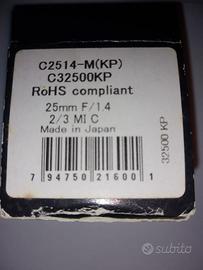 C2514-M(KP)
C32500KP
RoHS compliant
25mm F/1.4
2/3 MI C
Made in Japan
7 94750 21600 1
32500 KP
subito